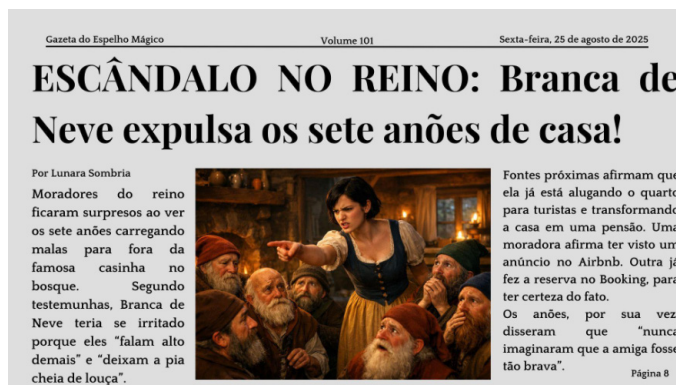 Gazeta do Espelho Mágico
Volume 101
Sexta-feira, 25 de agosto de 2025
ESCÂNDALO NO REINO: Branca de
Neve expulsa os sete anões de casa!
Por Lunara Sombria
Moradores do reino
ficaram surpresos ao ver
os sete anões carregando
malas para fora da
famosa casinha no
bosque. Segundo
testemunhas, Branca de
Neve teria se irritado
porque eles “falam alto
demais” e “deixam a pia
cheia de louça”.
Fontes próximas afirmam que
ela já está alugando o quarto
para turistas e transformando
a casa em uma pensão. Uma
moradora afirma ter visto um
anúncio no Airbnb. Outra já
fez a reserva no Booking, para
ter certeza do fato.
Os anões, por sua vez,
disseram que “nunca
imaginaram que a amiga fosse
tão brava”.
Página 8